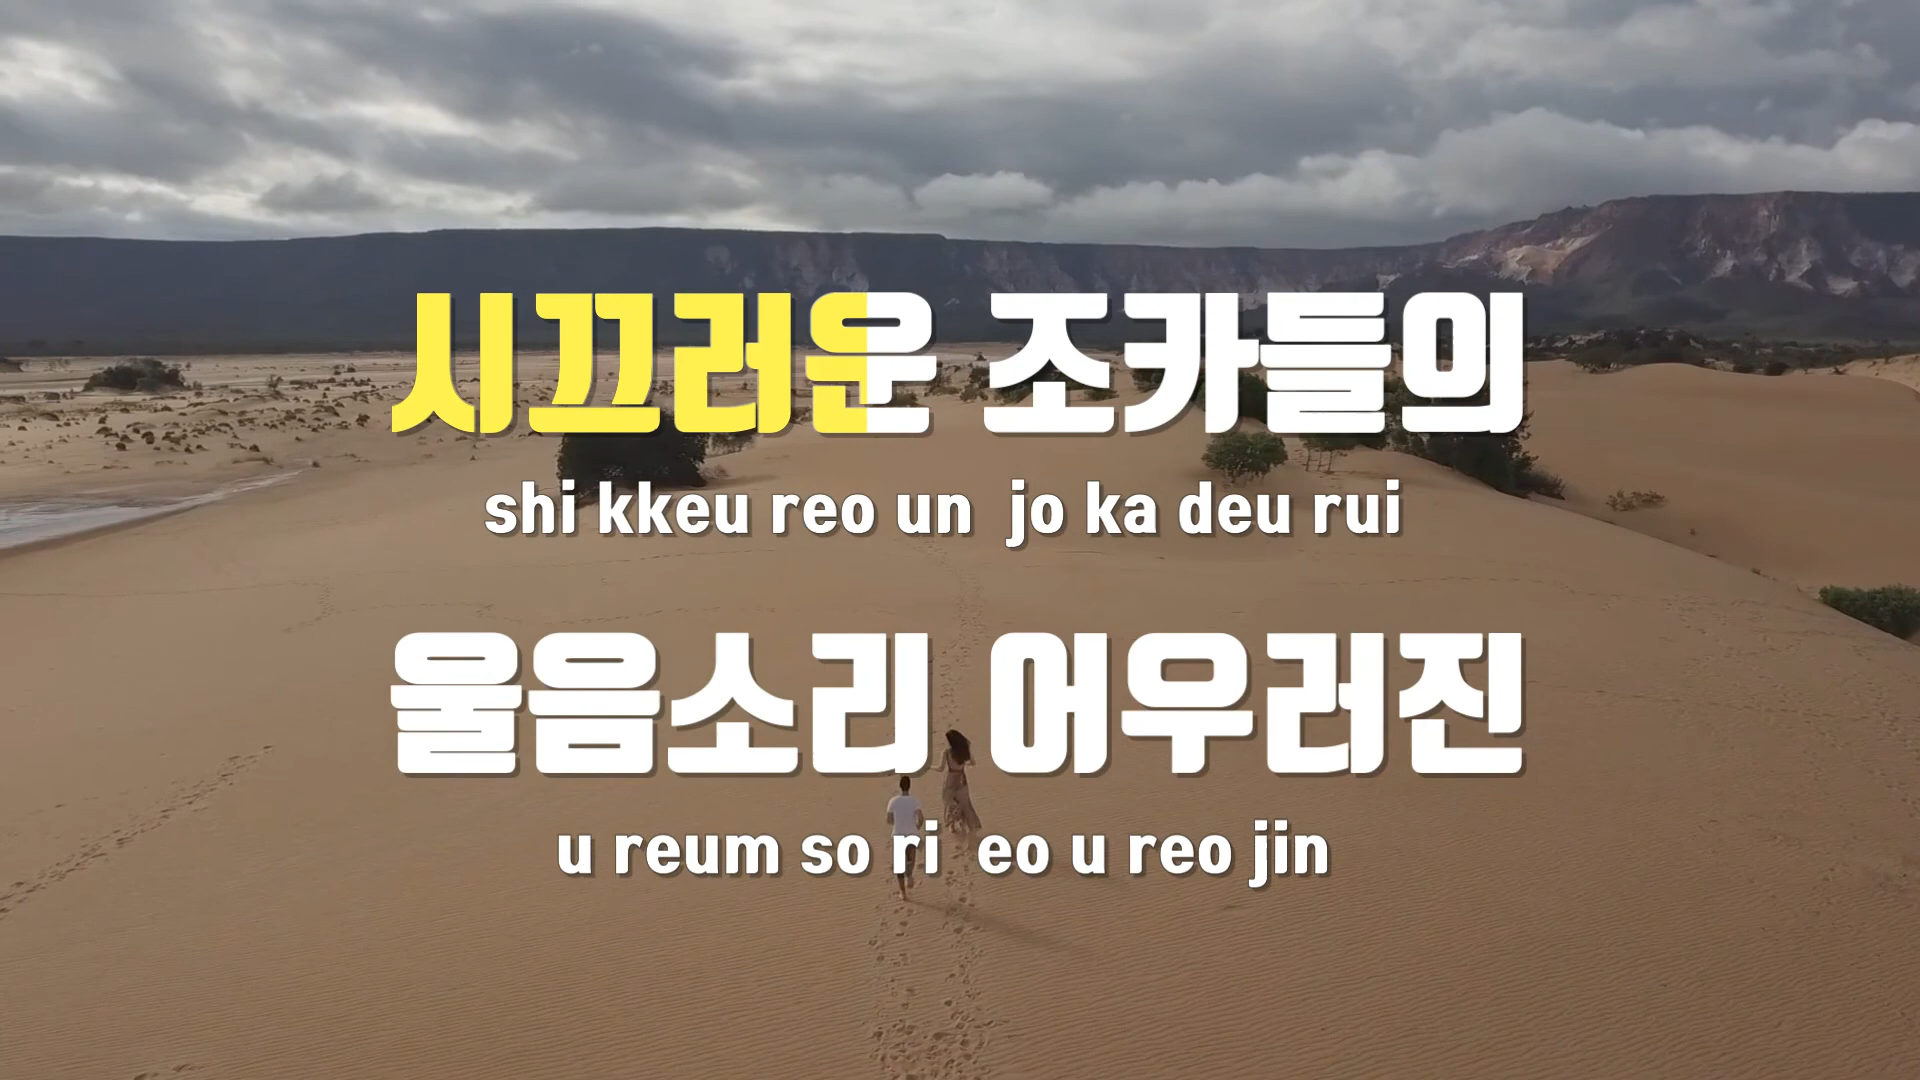 시끄러운 조카들의
shi kkeu reo un jo ka deu rui
울음소리 어우러진
u reum so ri eo u reo jin